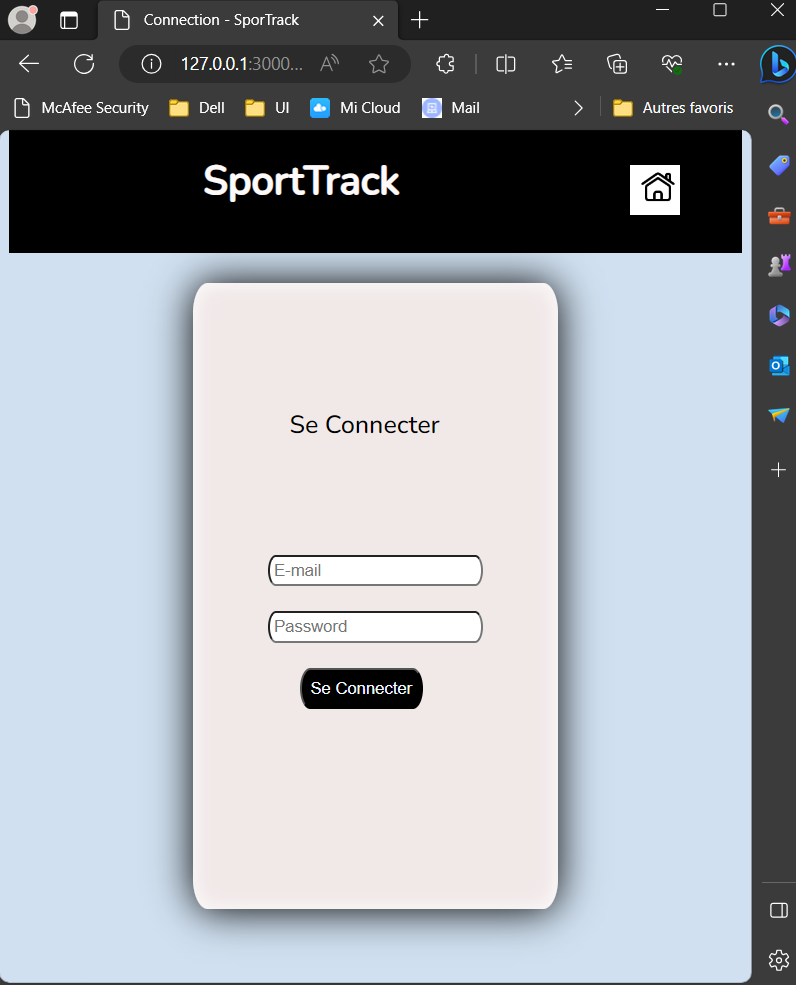 Connection - SporTrack
127.0.0.1:3000...
McAfee Security Dell UI Mi Cloud Mail Autres favoris
SportTrack
Se Connecter
E-mail
Password
Se Connecter